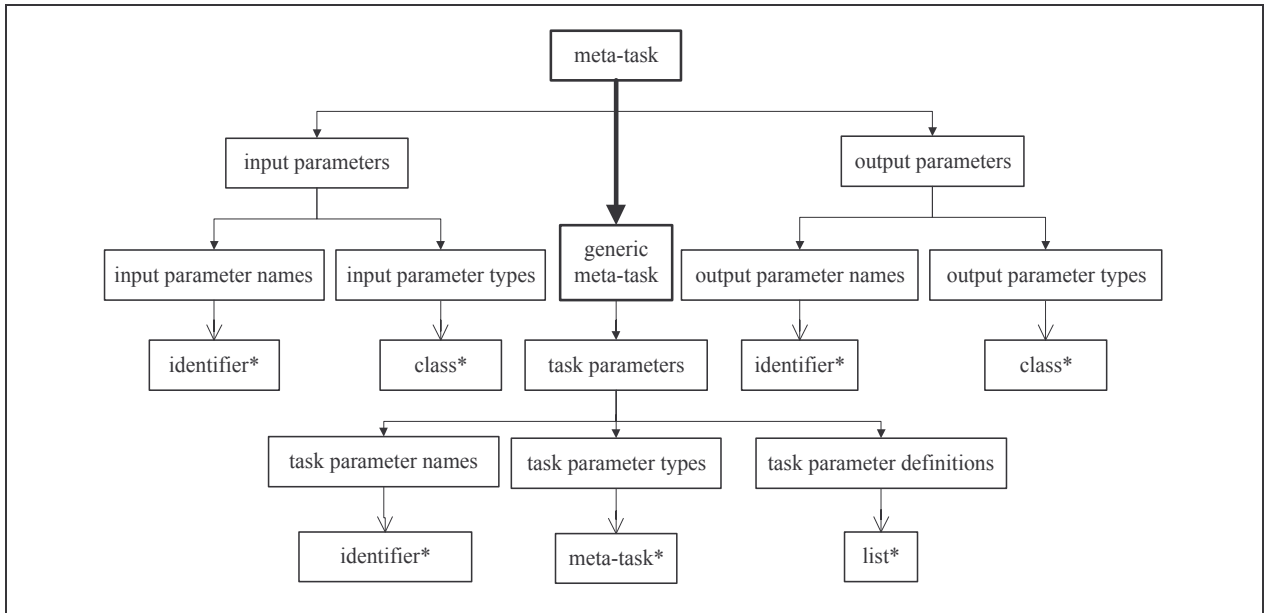 meta-task
input parameters
output parameters
generic
meta-task
input parameter names
input parameter types
output parameter names
output parameter types
identifier*
class*
task parameters
identifier*
class*
task parameter names
task parameter types
task parameter definitions
identifier*
meta-task*
list*